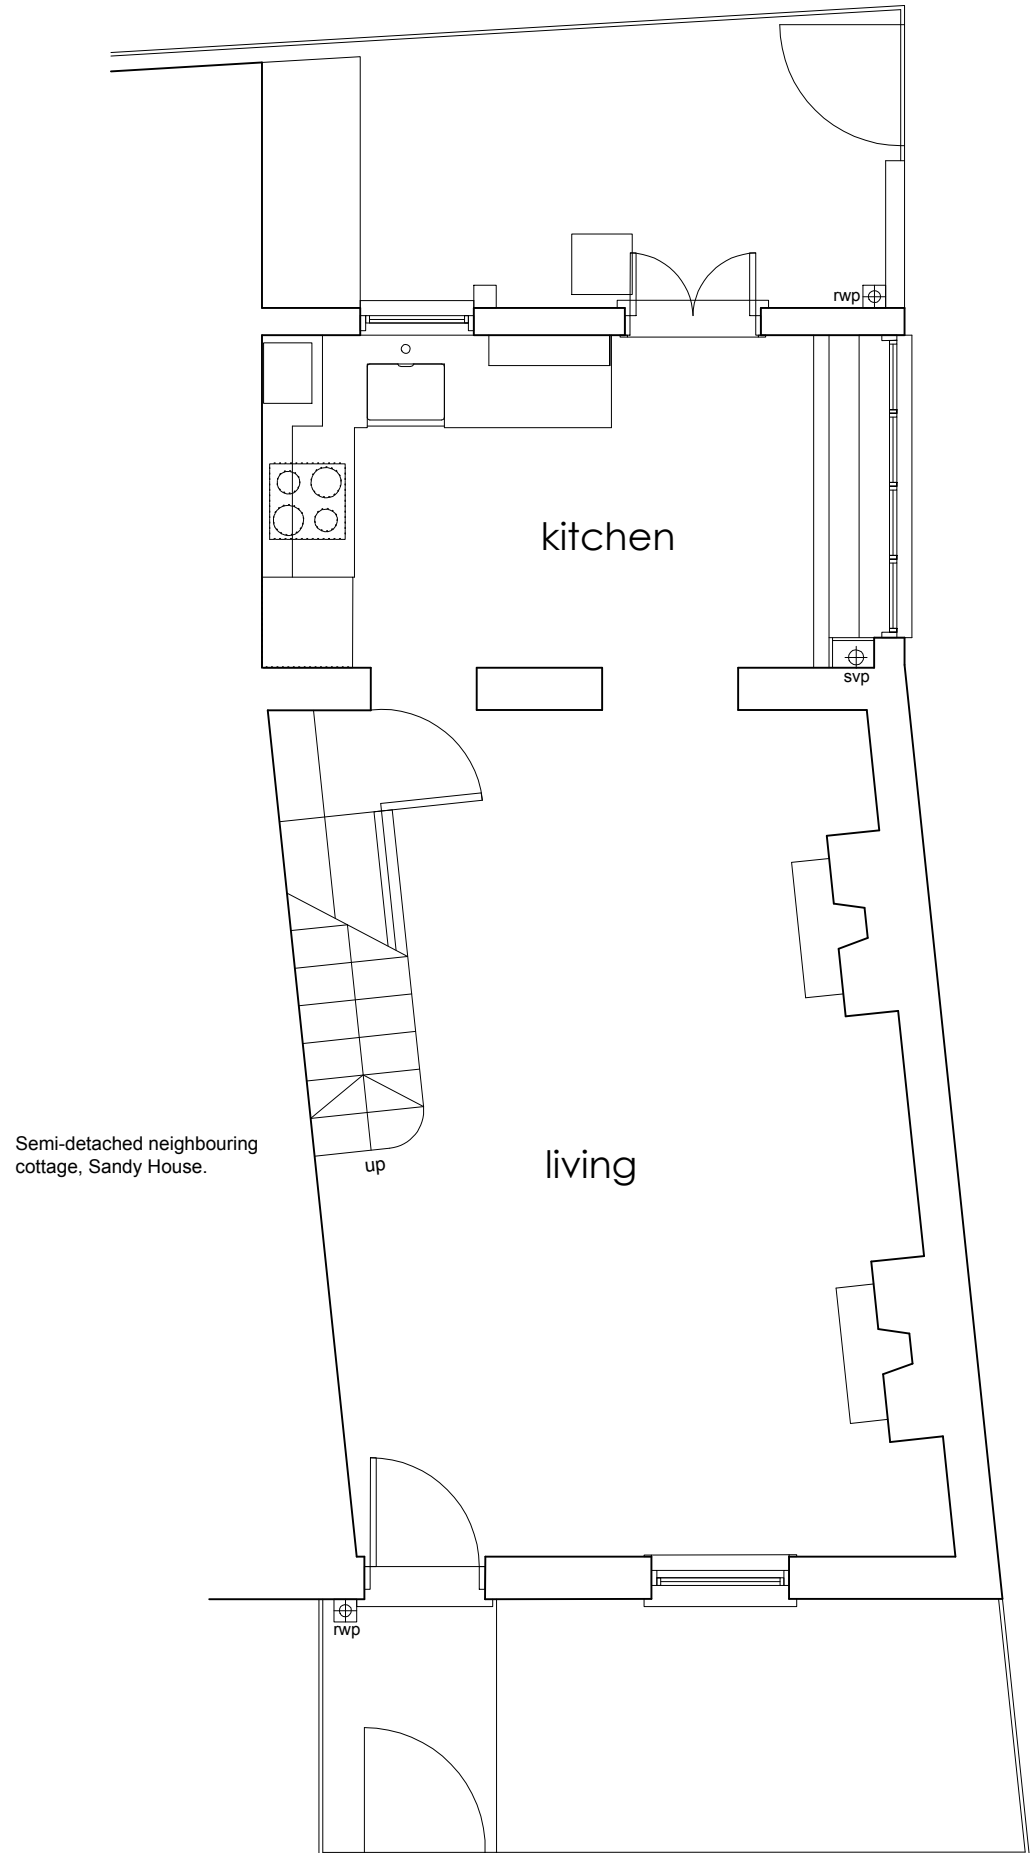 rwp
kitchen
svp
Semi-detached neighbouring
cottage, Sandy House.
up
living
rwp